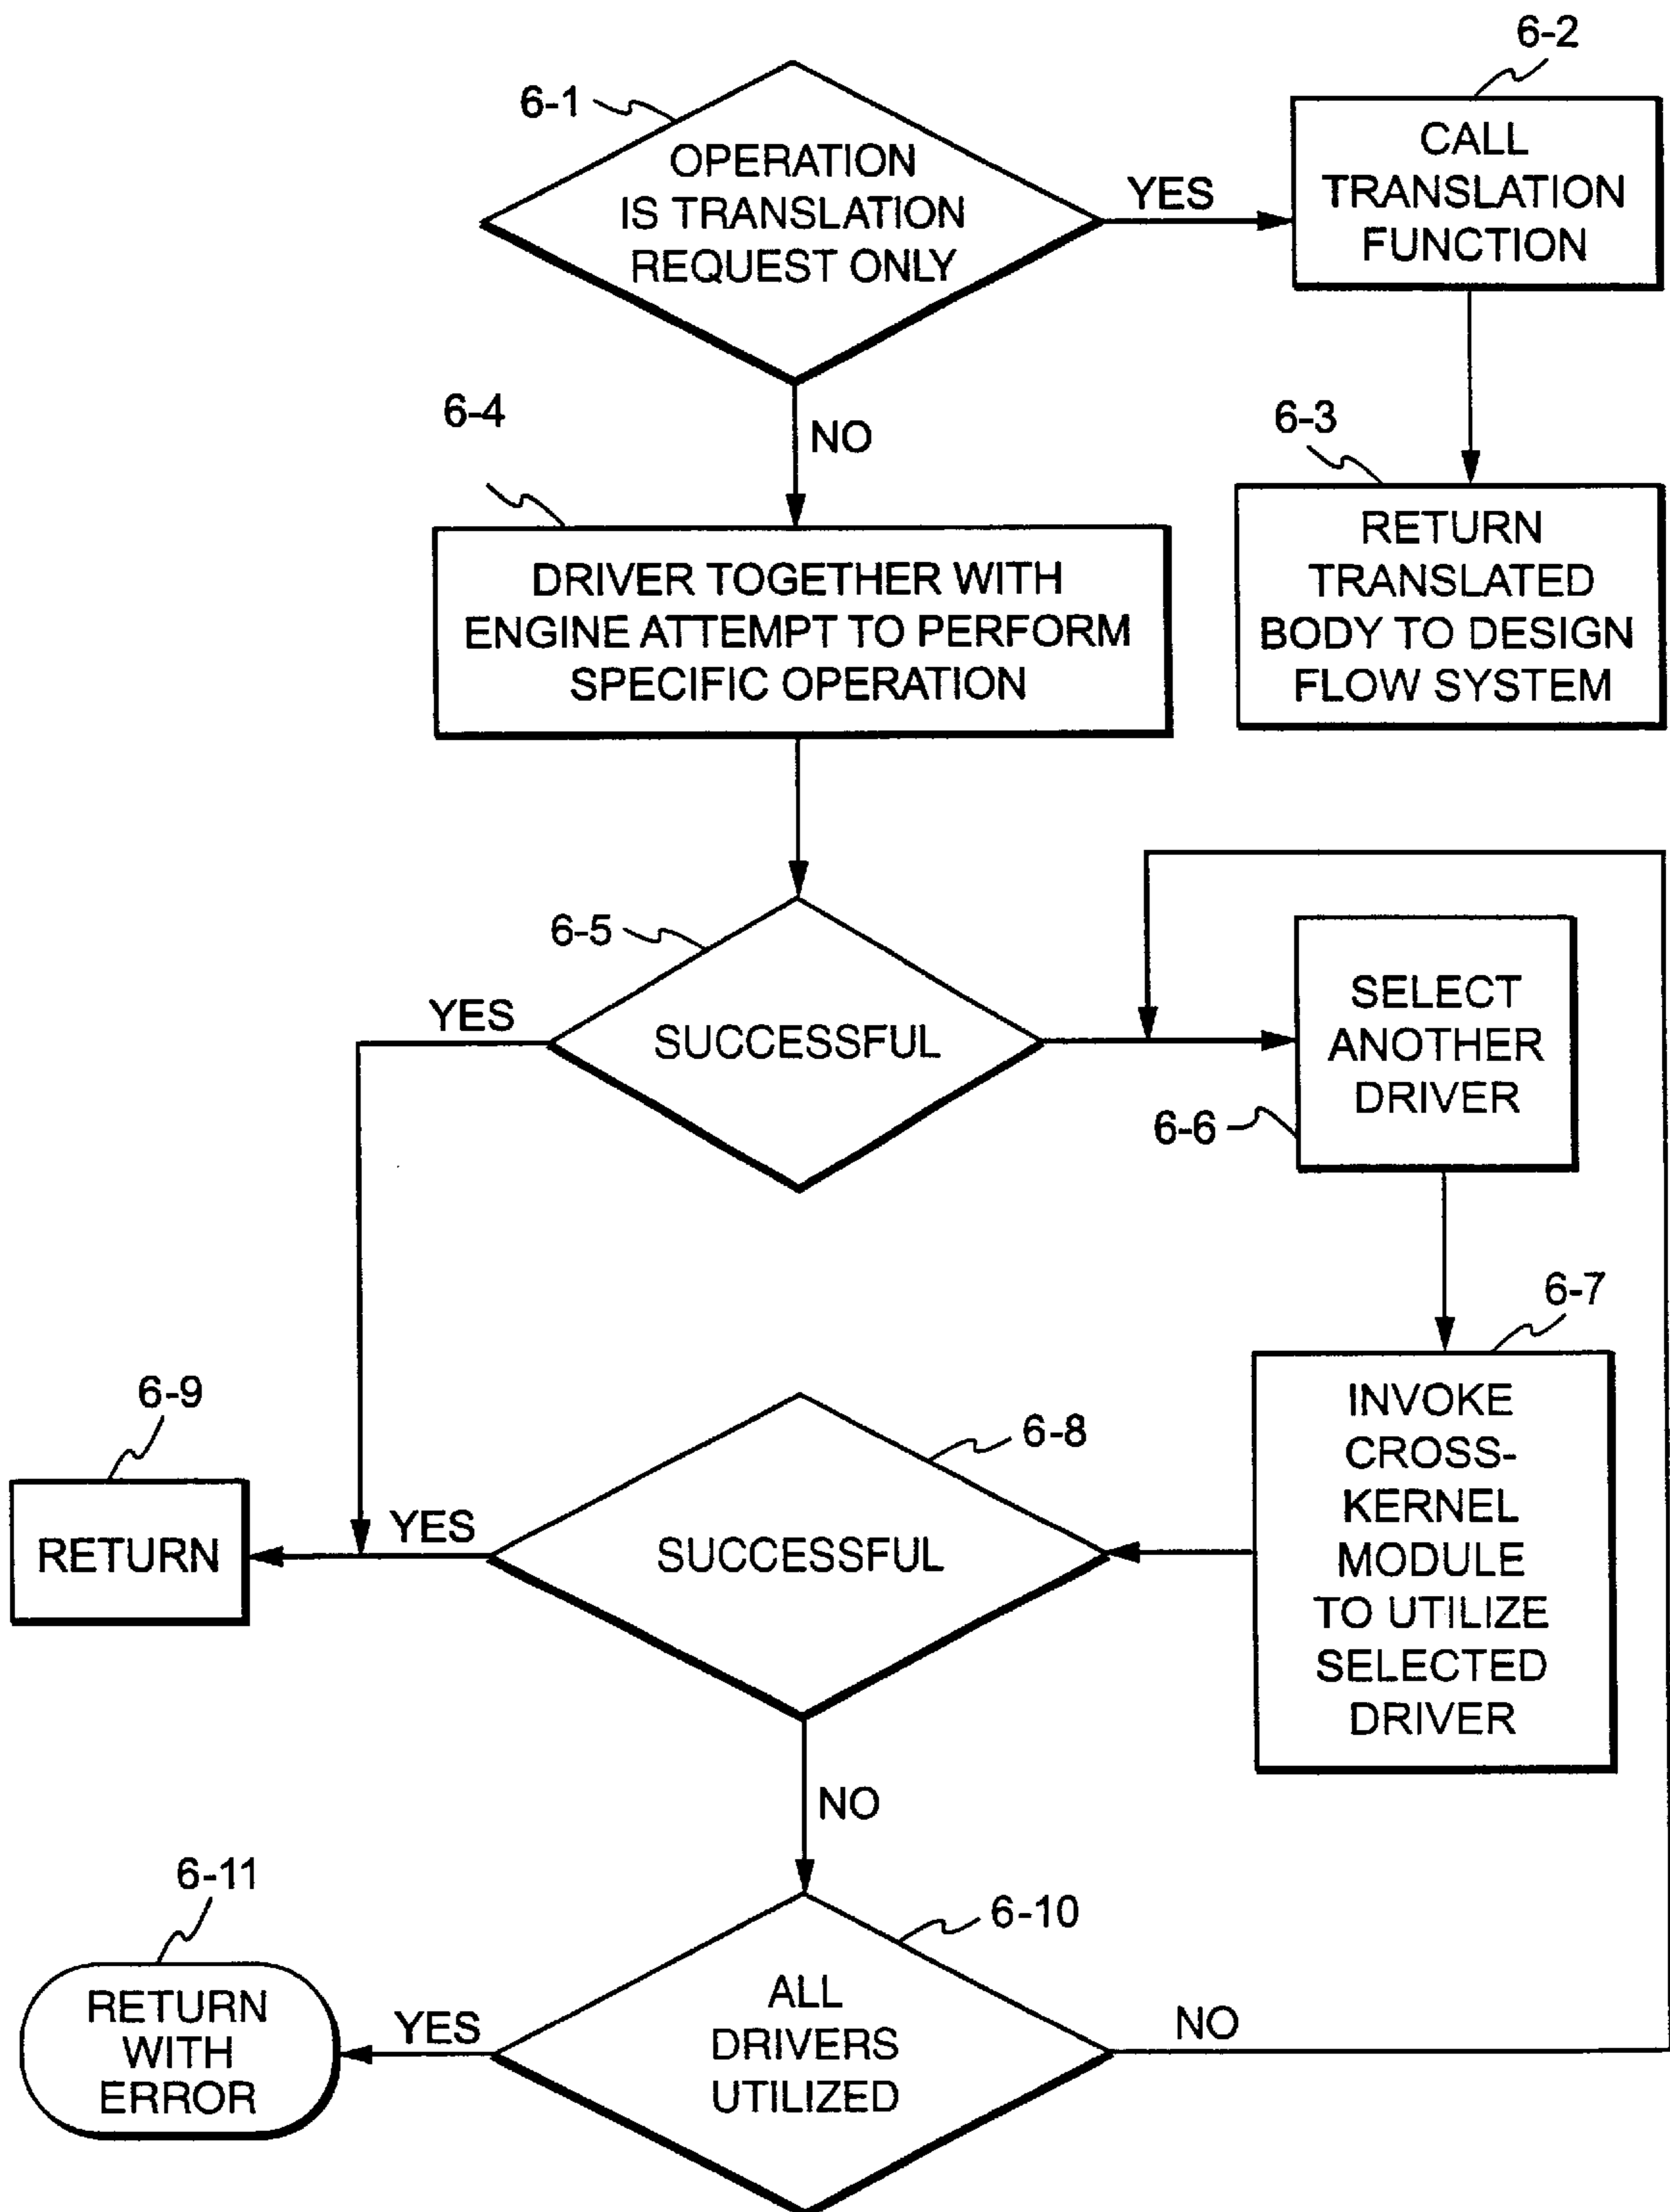 6-2
6-1
OPERATION
IS TRANSLATION
REQUEST ONLY
YES
CALL
TRANSLATION
FUNCTION
6-4
NO
6-3
RETURN
TRANSLATED
BODY TO DESIGN
FLOW SYSTEM
DRIVER TOGETHER WITH
ENGINE ATTEMPT TO PERFORM
SPECIFIC OPERATION
6-5
YES
SUCCESSFUL
SELECT
ANOTHER
DRIVER
6-6
6-7
INVOKE
CROSS-
KERNEL
MODULE
TO UTILIZE
SELECTED
DRIVER
6-8
SUCCESSFUL
YES
6-9
RETURN
NO
6-10
ALL
DRIVERS
UTILIZED
NO
YES
6-11
RETURN
WITH
ERROR